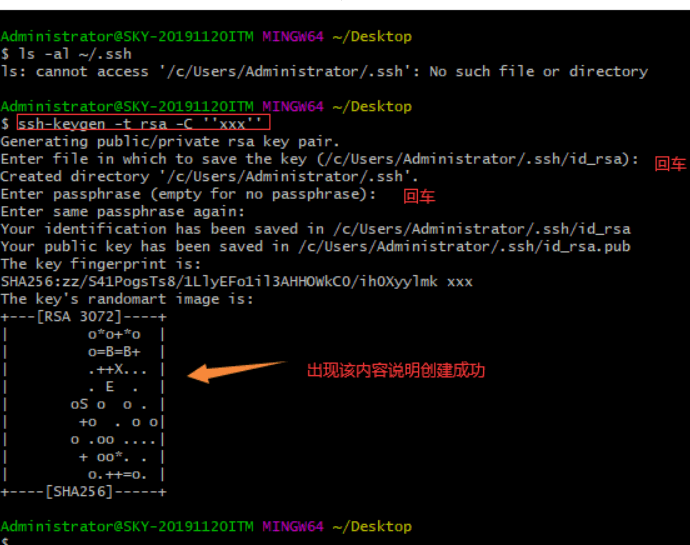 Administrator@SKY-20191120ITM MINGW64 ~/Desktop
$ ls -al ~/.ssh
ls: cannot access '/c/Users/Administrator/.ssh': No such file or directory
Administrator@SKY-20191120ITM MINGW64 ~/Desktop
$ ssh-keygen -t rsa -C ''xxx''
Generating public/private rsa key pair.
Enter file in which to save the key (/c/Users/Administrator/.ssh/id_rsa): 回车
Created directory '/c/Users/Administrator/.ssh'.
Enter passphrase (empty for no passphrase): 回车
Enter same passphrase again:
Your identification has been saved in /c/Users/Administrator/.ssh/id_rsa
Your public key has been saved in /c/Users/Administrator/.ssh/id_rsa.pub
The key fingerprint is:
SHA256:zz/S41PogsTs8/1LlyEFo1il3AHHOWkCO/ih0Xyylmk xxx
The key's randomart image is:
+---[RSA 3072]----+
|         o*o+*o  |
|         o=B=B+  |
|         .++X... |
|         . E  .  |
|       oS o  o . |
|        +o  . o o|
|       o .oo ....|
|        + oo*. . |
|         o.++=o. |
+----[SHA256]-----+
出现该内容说明创建成功
Administrator@SKY-20191120ITM MINGW64 ~/Desktop
$